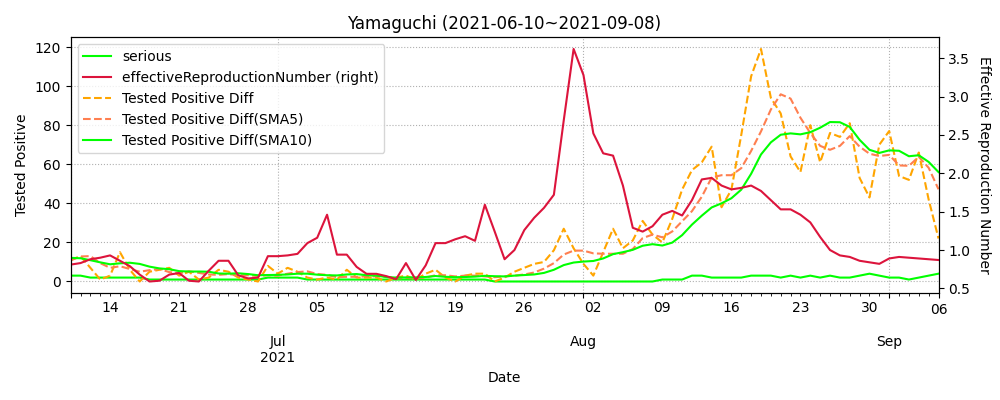 Yamaguchi (2021-06-10~2021-09-08)
serious
effectiveReproductionNumber (right)
Tested Positive Diff
Tested Positive Diff(SMA5)
Tested Positive Diff(SMA10)
Tested Positive
120
100
80
60
40
20
0
3.5
3.0
2.5
2.0
1.5
1.0
0.5
Effective Reproduction Number
14 21 28 05 12 19 26 02 09 16 23 30 06
Jul Aug Sep
2021
Date